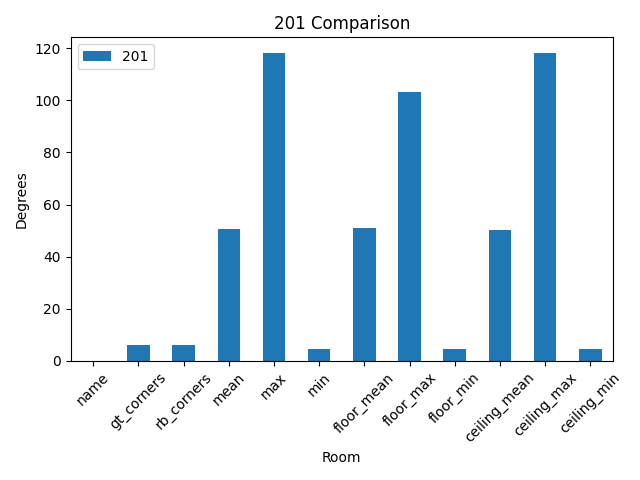 201 Comparison
201
120
100
80
60
40
20
0
Degrees
name
gt_corners
rb_corners
mean
max
min
floor_mean
floor_max
floor_min
ceiling_mean
ceiling_max
ceiling_min
Room